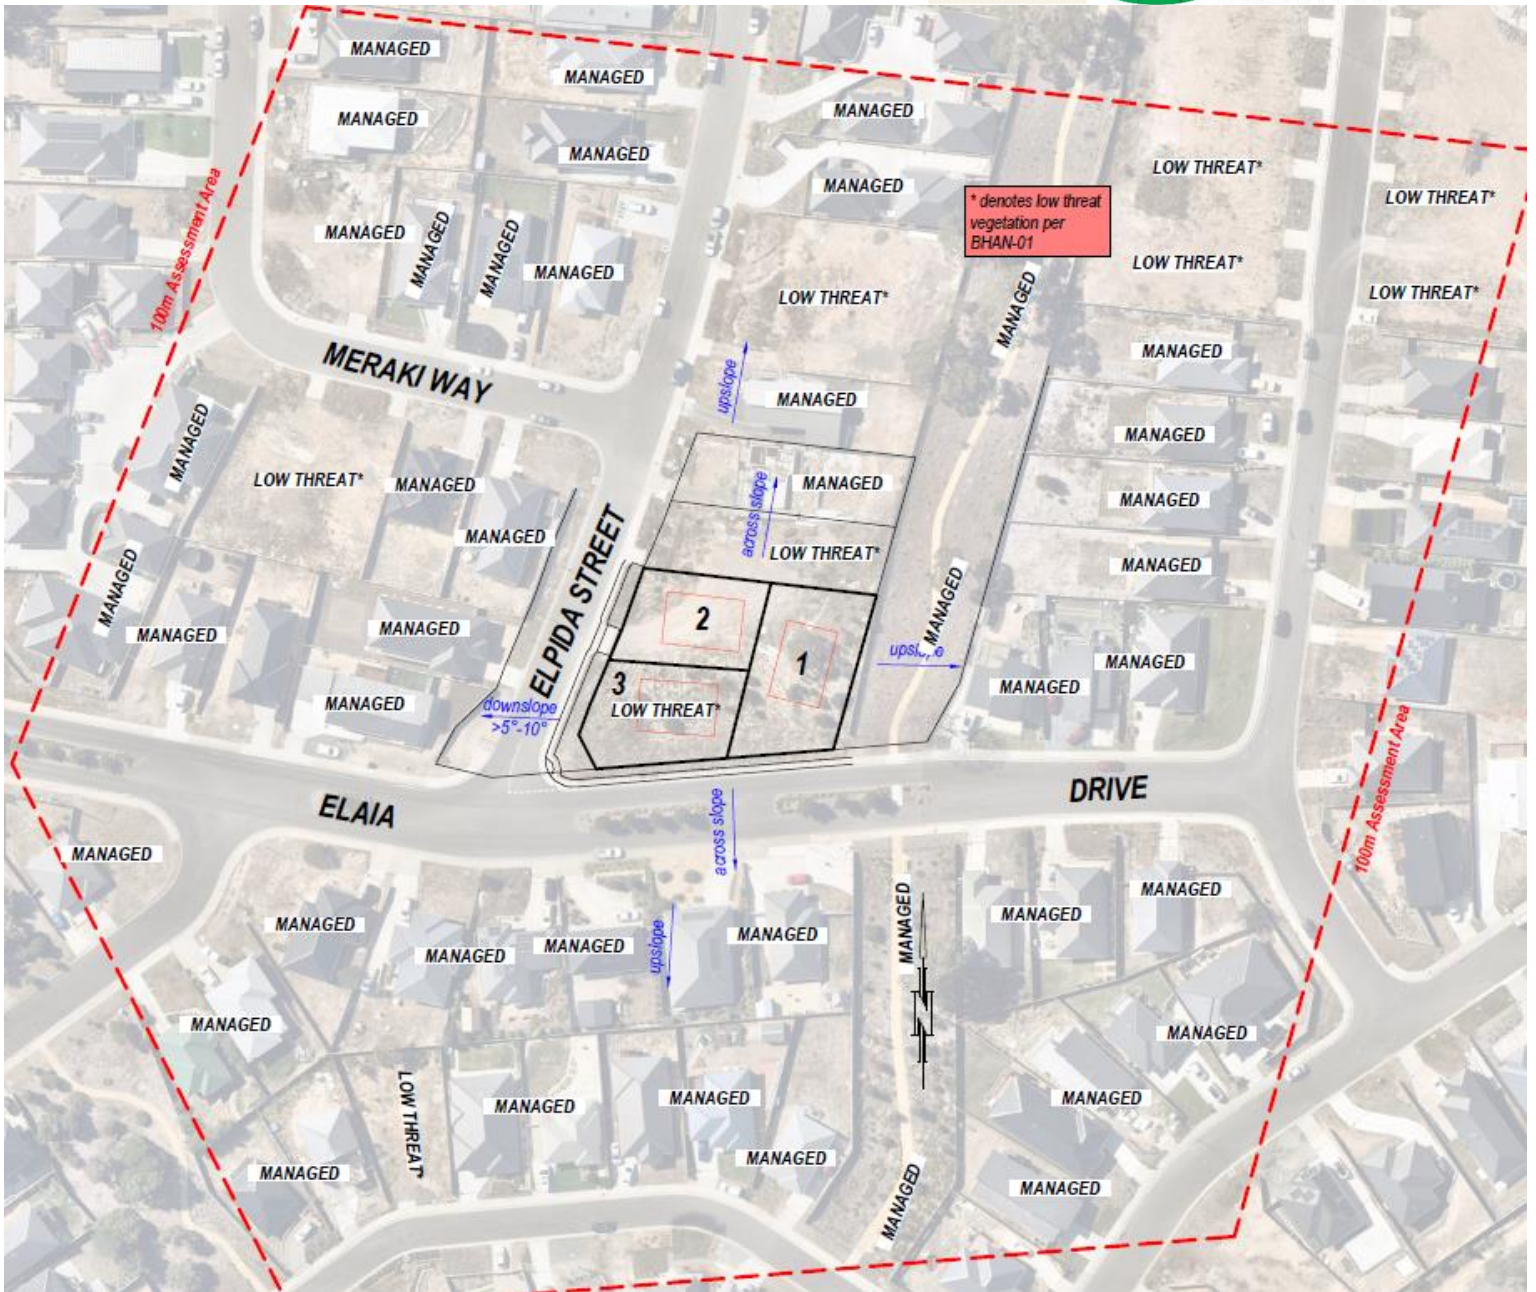 MANAGED
MANAGED
MANAGED
MANAGED
MANAGED
MANAGED
LOW THREAT*
100m Assessment Area
MANAGED
* denotes low threat
vegetation per
BHAN-01
LOW THREAT*
MANAGED
MANAGED
MANAGED
MANAGED
LOW THREAT*
LOW THREAT*
LOW THREAT*
MANAGED
MERAKI WAY
upslope
MANAGED
MANAGED
MANAGED
MANAGED
LOW THREAT*
MANAGED
across slope
MANAGED
MANAGED
MANAGED
LOW THREAT*
MANAGED
MANAGED
ELPIDA STREET
MANAGED
MANAGED
MANAGED
2
1
upslope
MANAGED
MANAGED
3
LOW THREAT*
MANAGED
downslope
>5°-10°
100m Assessment Area
ELAIA
DRIVE
across slope
MANAGED
MANAGED
MANAGED
MANAGED
MANAGED
MANAGED
MANAGED
MANAGED
upslope
MANAGED
MANAGED
MANAGED
LOW THREAT*
MANAGED
MANAGED
MANAGED
MANAGED
MANAGED
MANAGED
MANAGED
N